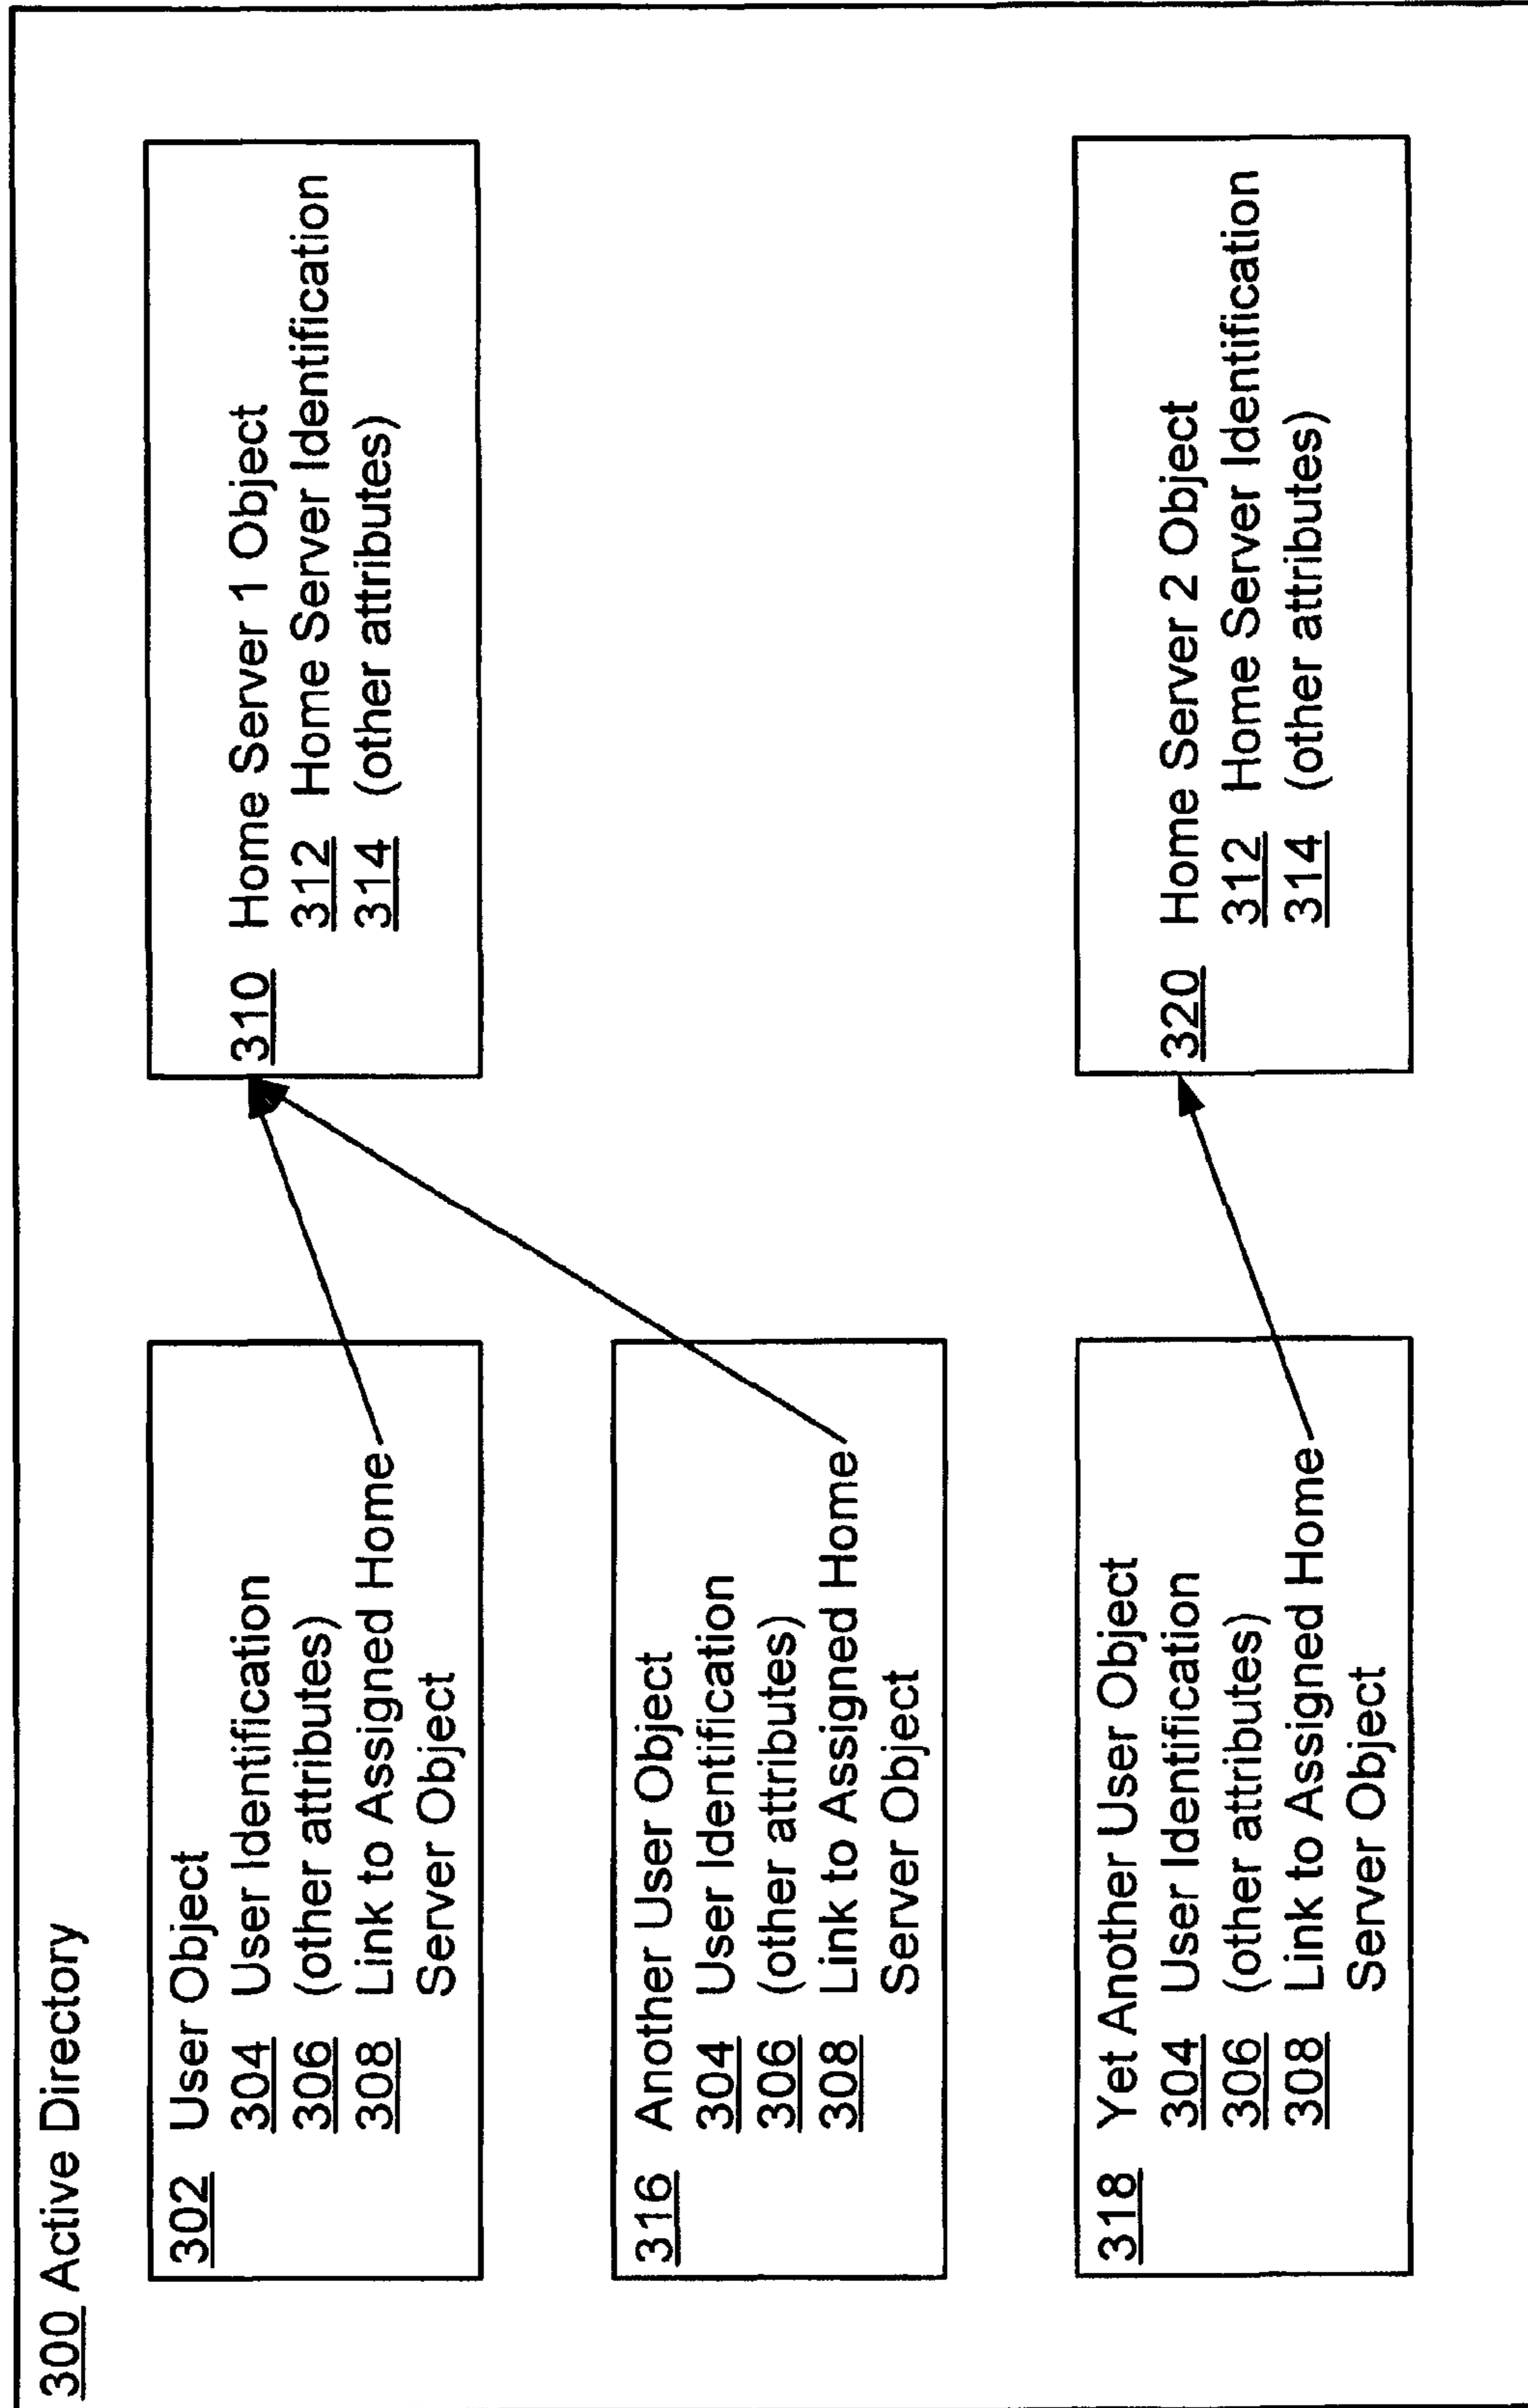 300 Active Directory
302 User Object
304 User Identification
306 (other attributes)
308 Link to Assigned Home
Server Object
316 Another User Object
304 User Identification
306 (other attributes)
308 Link to Assigned Home
Server Object
318 Yet Another User Object
304 User Identification
306 (other attributes)
308 Link to Assigned Home
Server Object
310 Home Server 1 Object
312 Home Server Identification
314 (other attributes)
320 Home Server 2 Object
312 Home Server Identification
314 (other attributes)